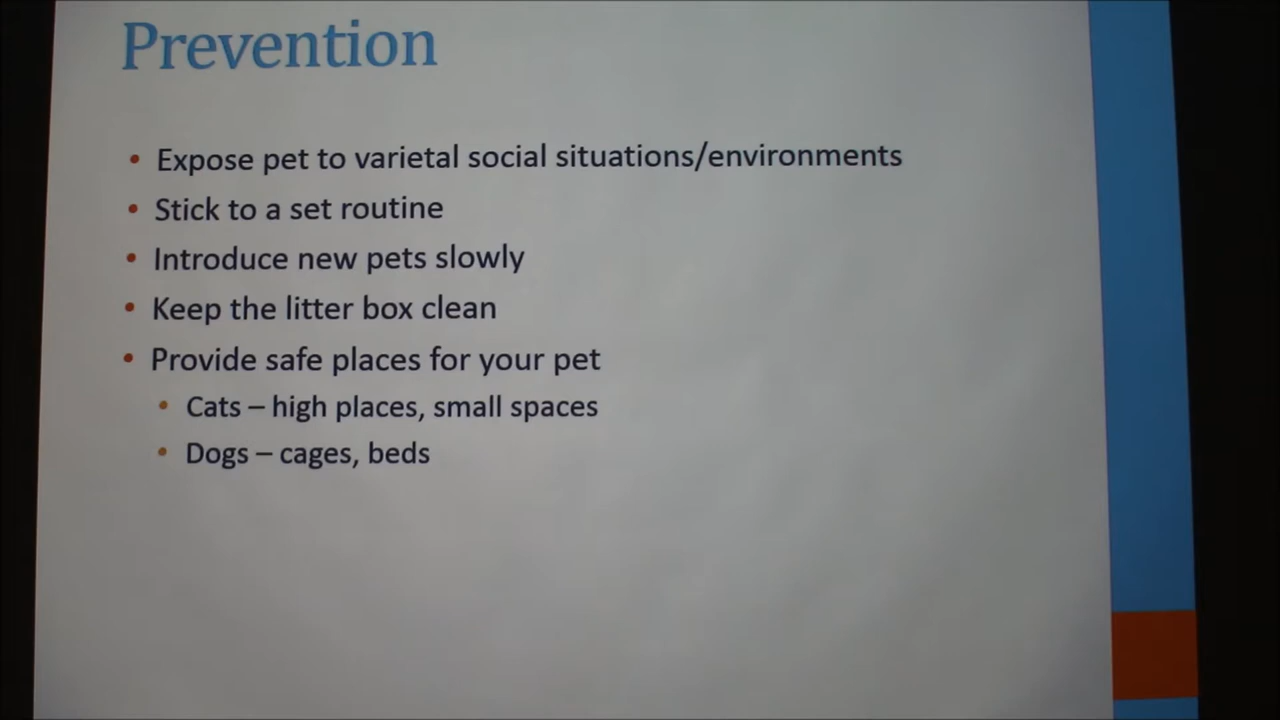 Prevention
• Expose pet to varietal social situations/environments
• Stick to a set routine
• Introduce new pets slowly
• Keep the litter box clean
• Provide safe places for your pet
• Cats – high places, small spaces
• Dogs – cages, beds